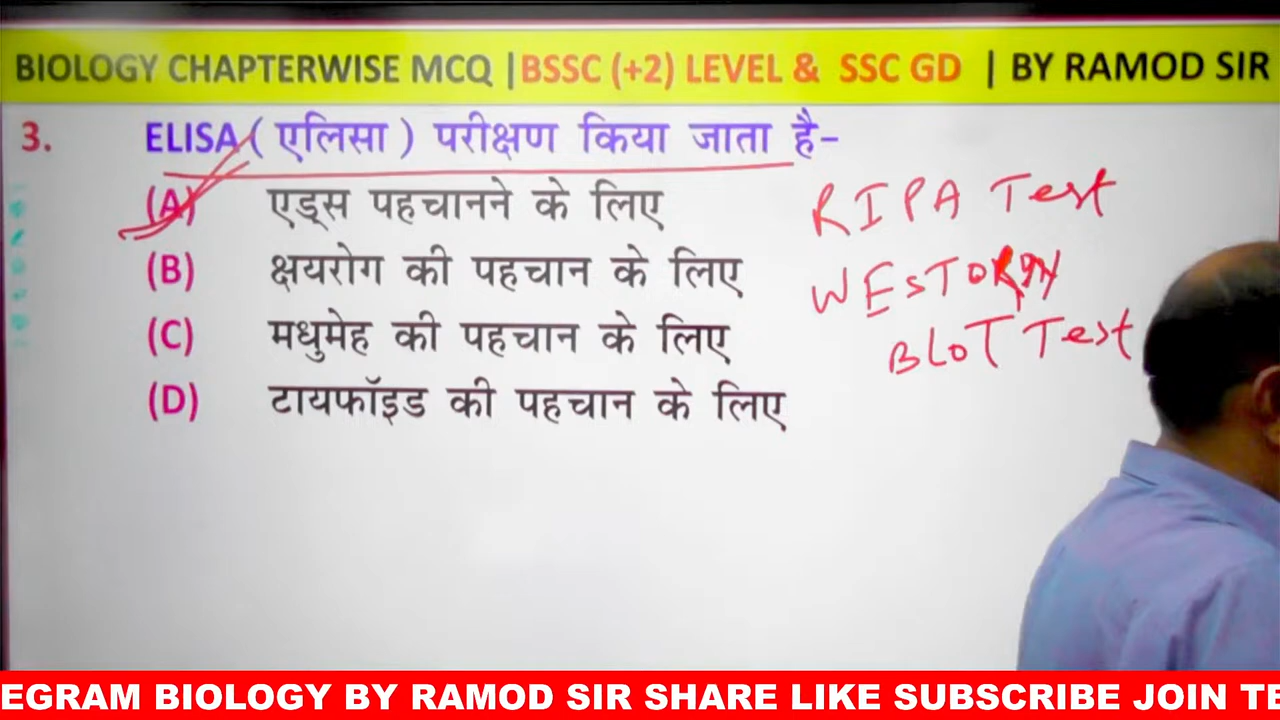 BIOLOGY CHAPTERWISE MCQ |BSSC (+2) LEVEL & SSC GD | BY RAMOD SIR
3. ELISA ( एलिसा ) परीक्षण किया जाता है-
(A) एड्स पहचानने के लिए
(B) क्षयरोग की पहचान के लिए
(C) मधुमेह की पहचान के लिए
(D) टायफॉइड की पहचान के लिए
RIPA Test
BLOT Test
EGRAM BIOLOGY BY RAMOD SIR SHARE LIKE SUBSCRIBE JOIN TE